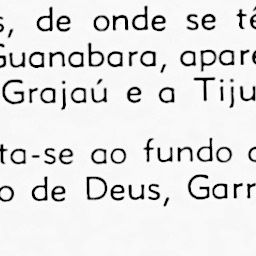 s, de onde se tê
Guanabara, apare
Grajaú e a Tiju
ta-se ao fundo
o de Deus, Garr